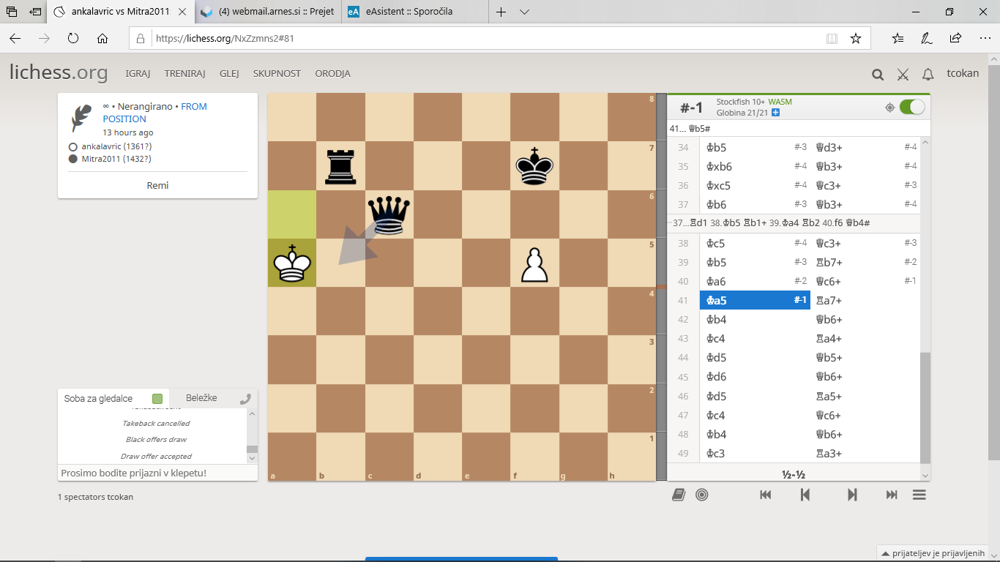 ankalavric vs Mitra2011:
(4) webmail.arnes.si :: Prejet
eAsistent :: Sporočila
https://lichess.org/NxZzmns2#81
lichess.org
IGRAJ
TRENIRAJ
GLEJ
SKUPNOST
ORODJA
tcokan
∞ • Nerangirano • FROM
POSITION
13 hours ago
ankalavric (1361?)
Mitra2011 (1432?)
Remi
Soba za gledalce
Beležke
Takeback cancelled
Black offers draw
Draw offer accepted
Prosimo bodite prijazni v klepetu!
1 spectators tcokan
8
7
6
5
4
3
2
1
a b c d e f g h
#-1
Stockfish 10+ WASM
Globina 21/21
41... ♕b5#
34 ♔b5 #-3 ♕d3+ #-4
35 ♔xb6 #-4 ♕b3+ #-4
36 ♔xc5 #-4 ♕c3+ #-3
37 ♔b6 #-3 ♕b3+ #-4
37...♖d1 38.♔b5 ♖b1+ 39.♔a4 ♖b2 40.f6 ♕b4#
38 ♔c5 #-4 ♕c3+ #-3
39 ♔b5 #-3 ♖b7+ #-2
40 ♔a6 #-2 ♕c6+ #-1
41 ♔a5 #-1 ♖a7+
42 ♔b4 ♕b6+
43 ♔c4 ♖a4+
44 ♔d5 ♕b5+
45 ♔d6 ♕b6+
46 ♔d5 ♖a5+
47 ♔c4 ♕c6+
48 ♔b4 ♕b6+
49 ♔c3 ♖a3+
½-½
prijateljev je prijavljenih